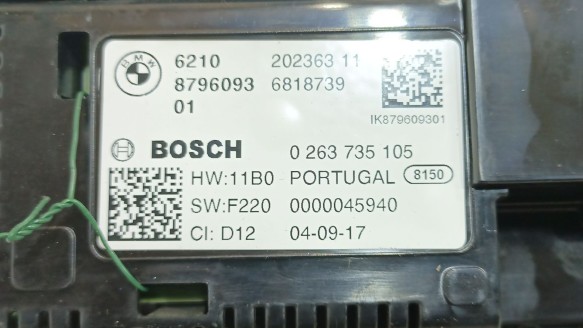 BMW
6210 202363 11
8796093 6818739
01
IK879609301
BOSCH 0 263 735 105
HW:11B0 PORTUGAL 8150
SW:F220 0000045940
CI: D12 04-09-17